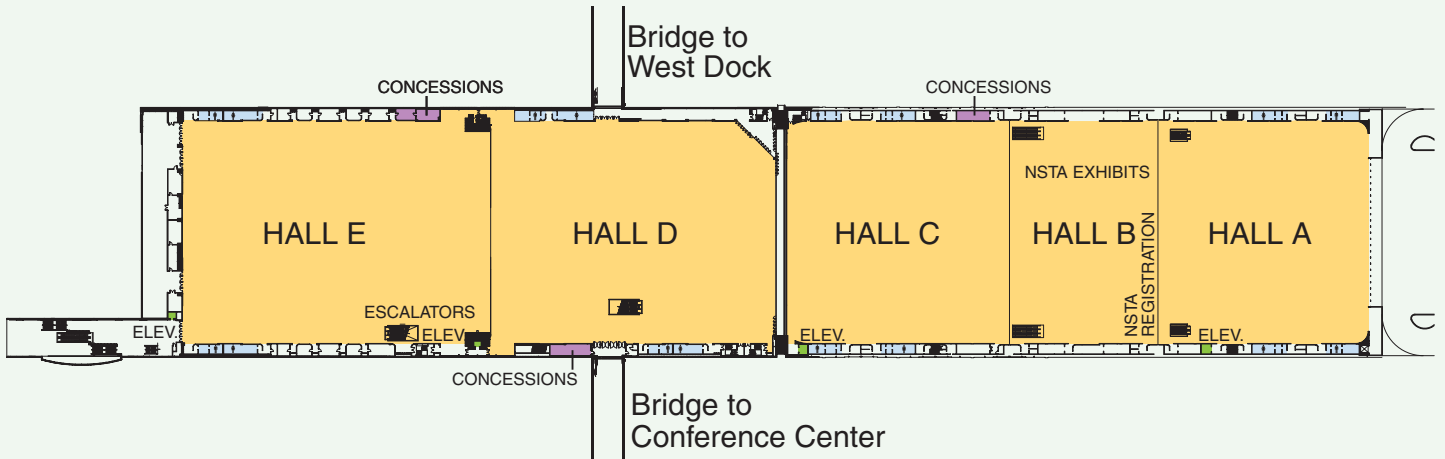 Bridge to
West Dock
CONCESSIONS
CONCESSIONS
NSTA EXHIBITS
HALL E
HALL D
HALL C
HALL B
HALL A
NSTA
REGISTRATION
ESCALATORS
ELEV.
ELEV.
ELEV.
ELEV.
CONCESSIONS
Bridge to
Conference Center